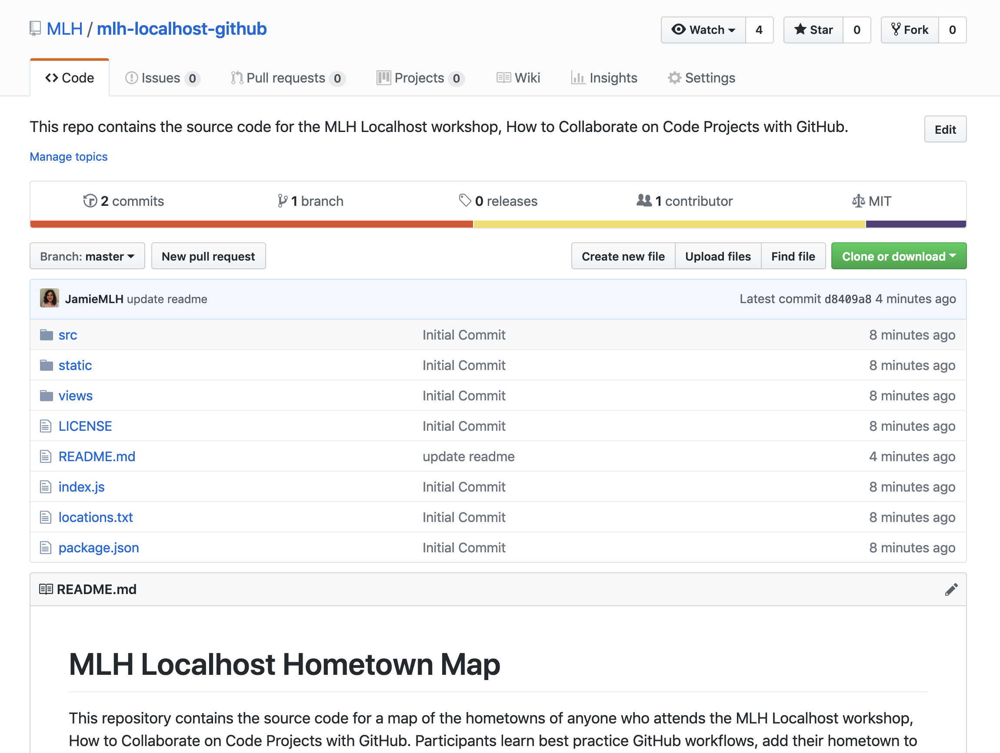 MLH / mlh-localhost-github
Watch 4 Star 0 Fork 0
Code Issues 0 Pull requests 0 Projects 0 Wiki Insights Settings
This repo contains the source code for the MLH Localhost workshop, How to Collaborate on Code Projects with GitHub. Edit
Manage topics
2 commits 1 branch 0 releases 1 contributor MIT
Branch: master New pull request Create new file Upload files Find file Clone or download
JamieMLH update readme Latest commit d8409a8 4 minutes ago
src Initial Commit 8 minutes ago
static Initial Commit 8 minutes ago
views Initial Commit 8 minutes ago
LICENSE Initial Commit 8 minutes ago
README.md update readme 4 minutes ago
index.js Initial Commit 8 minutes ago
locations.txt Initial Commit 8 minutes ago
package.json Initial Commit 8 minutes ago
README.md
MLH Localhost Hometown Map
This repository contains the source code for a map of the hometowns of anyone who attends the MLH Localhost workshop,
How to Collaborate on Code Projects with GitHub. Participants learn best practice GitHub workflows, add their hometown to